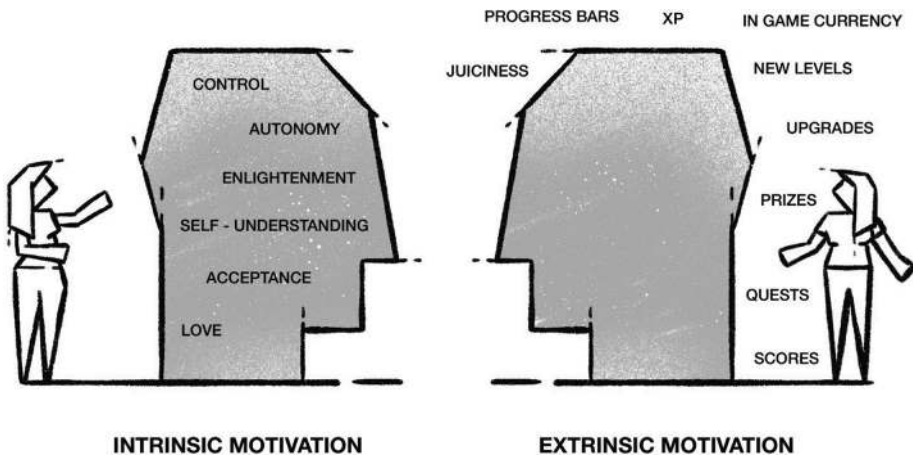 PROGRESS BARS XP IN GAME CURRENCY
JUICINESS NEW LEVELS
CONTROL
AUTONOMY UPGRADES
ENLIGHTENMENT
PRIZES
SELF - UNDERSTANDING
ACCEPTANCE
QUESTS
LOVE
SCORES
INTRINSIC MOTIVATION EXTRINSIC MOTIVATION